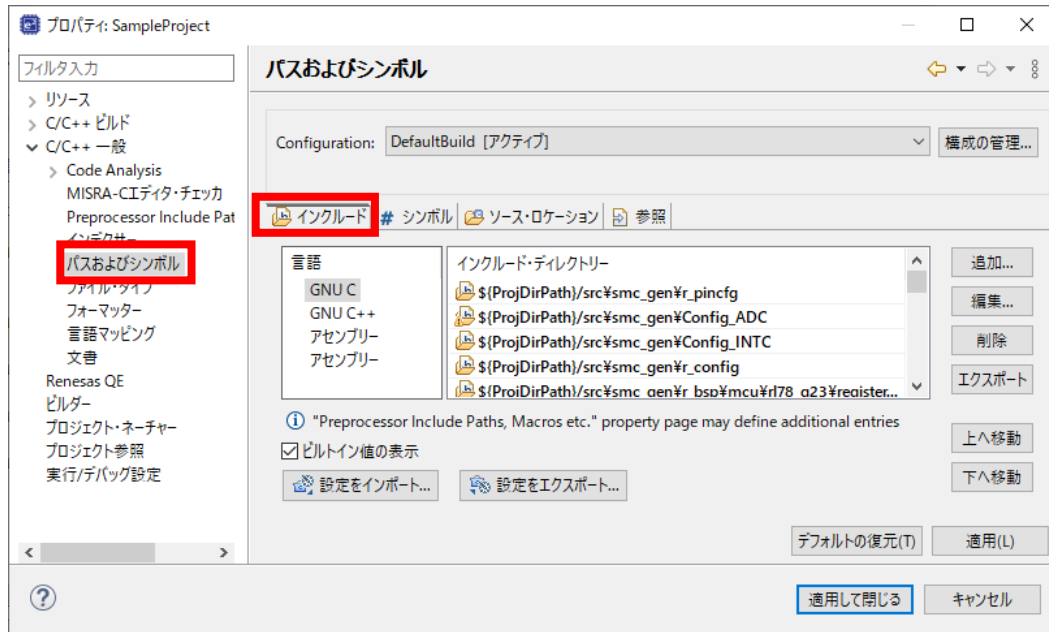 プロパティ: SampleProject
フィルタ入力
リソース
C/C++ ビルド
C/C++ 一般
Code Analysis
MISRA-Cエディタ・チェッカ
Preprocessor Include Pat
インデクサー
パスおよびシンボル
ファイル・タイプ
フォーマッター
言語マッピング
文書
Renesas QE
ビルダー
プロジェクト・ネーチャー
プロジェクト参照
実行/デバッグ設定
パスおよびシンボル
Configuration: DefaultBuild [アクティブ] 構成の管理...
インクルード # シンボル ソース・ロケーション 参照
言語
GNU C
GNU C++
アセンブリー
アセンブリー
インクルード・ディレクトリー
${ProjDirPath}/src¥smc_gen¥r_pincfg
${ProjDirPath}/src¥smc_gen¥Config_ADC
${ProjDirPath}/src¥smc_gen¥Config_INTC
${ProjDirPath}/src¥smc_gen¥r_config
${ProjDirPath}/src¥smc_gen¥r_bsp¥mcu¥rl78_g23¥register...
追加...
編集...
削除
エクスポート
上へ移動
下へ移動
"Preprocessor Include Paths, Macros etc." property page may define additional entries
ビルトイン値の表示
設定をインポート... 設定をエクスポート...
デフォルトの復元(T) 適用(L)
? 適用して閉じる キャンセル